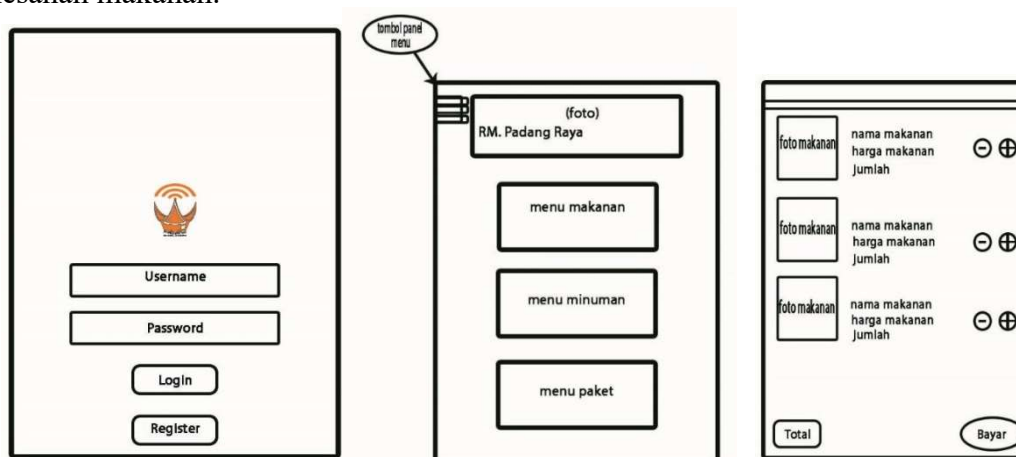 makanan.
Username
Password
Login
Register
tombol panel
menu
(foto)
RM. Padang Raya
menu makanan
menu minuman
menu paket
foto makanan
nama makanan
harga makanan
Jumlah
foto makanan
nama makanan
harga makanan
Jumlah
foto makanan
nama makanan
harga makanan
Jumlah
Total
Bayar